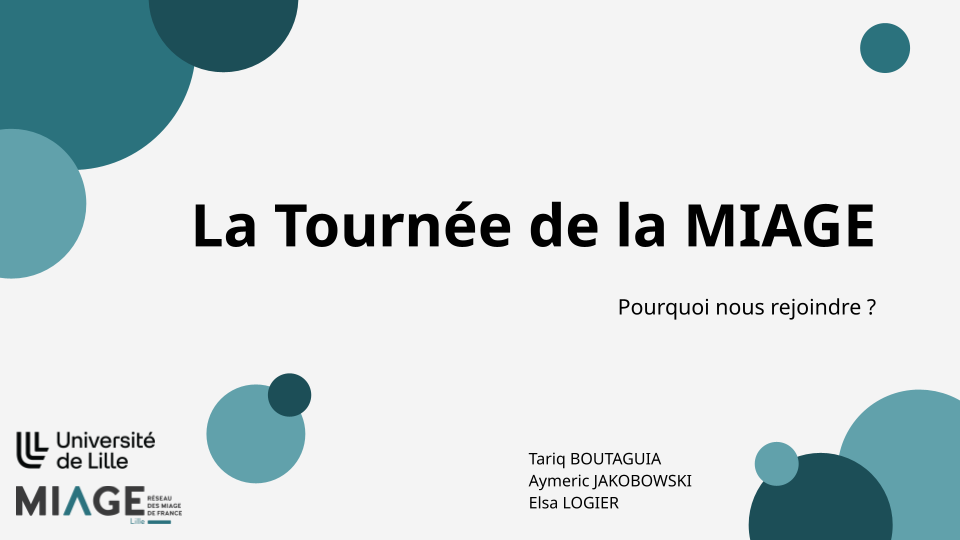 La Tournée de la MIAGE
Pourquoi nous rejoindre ?
Université
de Lille
MIAGE
RÉSEAU
DES MIAGE
DE FRANCE
Lille
Tariq BOUTAGUIA
Aymeric JAKOBOWSKI
Elsa LOGIER